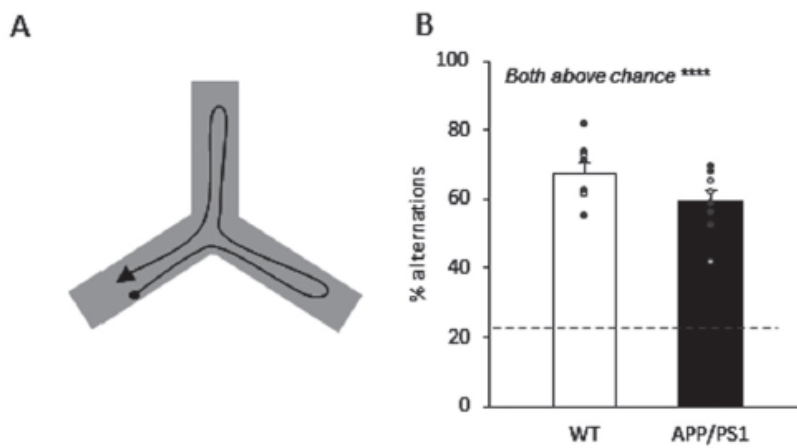 A
B
100
Both above chance ****
80
60
40
20
0
% alternations
WT APP/PS1